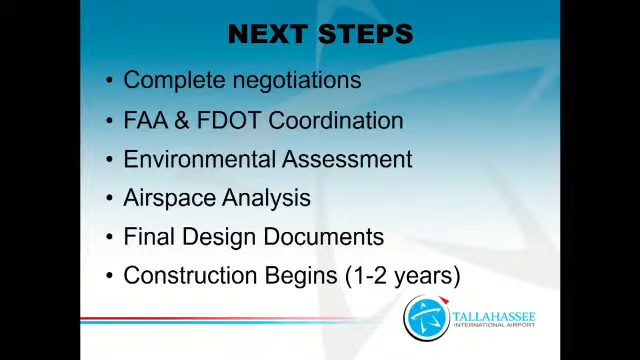 NEXT STEPS
• Complete negotiations
• FAA & FDOT Coordination
• Environmental Assessment
• Airspace Analysis
• Final Design Documents
• Construction Begins (1-2 years)
TALLAHASSEE
INTERNATIONAL AIRPORT